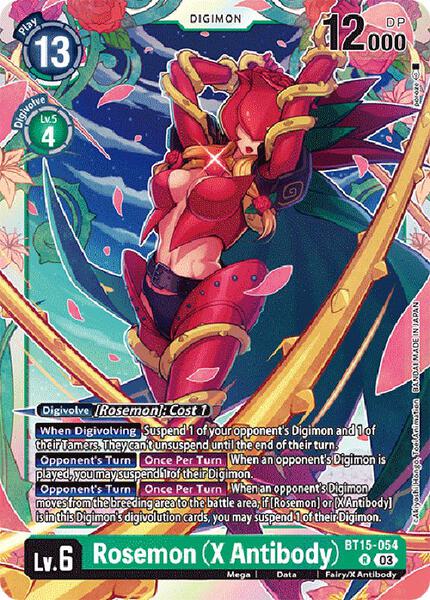 DIGIMON
Play
13
DP
12000
Digivolve
Lv.5
4
Digivolve [Rosemon]: Cost 1
When Digivolving Suspend 1 of your opponent's Digimon and 1 of
their Tamers. They can't unsuspend until the end of their turn.
Opponent's Turn Once Per Turn When an opponent's Digimon is
played, you may suspend 1 of their Digimon.
Opponent's Turn Once Per Turn When an opponent's Digimon
moves from the breeding area to the battle area, if [Rosemon] or [X Antibody]
is in this Digimon's digivolution cards, you may suspend 1 of their Digimon.
©Akiyoshi Hongo, Toei Animation BANDAI MADE IN JAPAN
Lv.6
Rosemon (X Antibody)
BT15-054
R 03
Mega Data Fairy/X Antibody